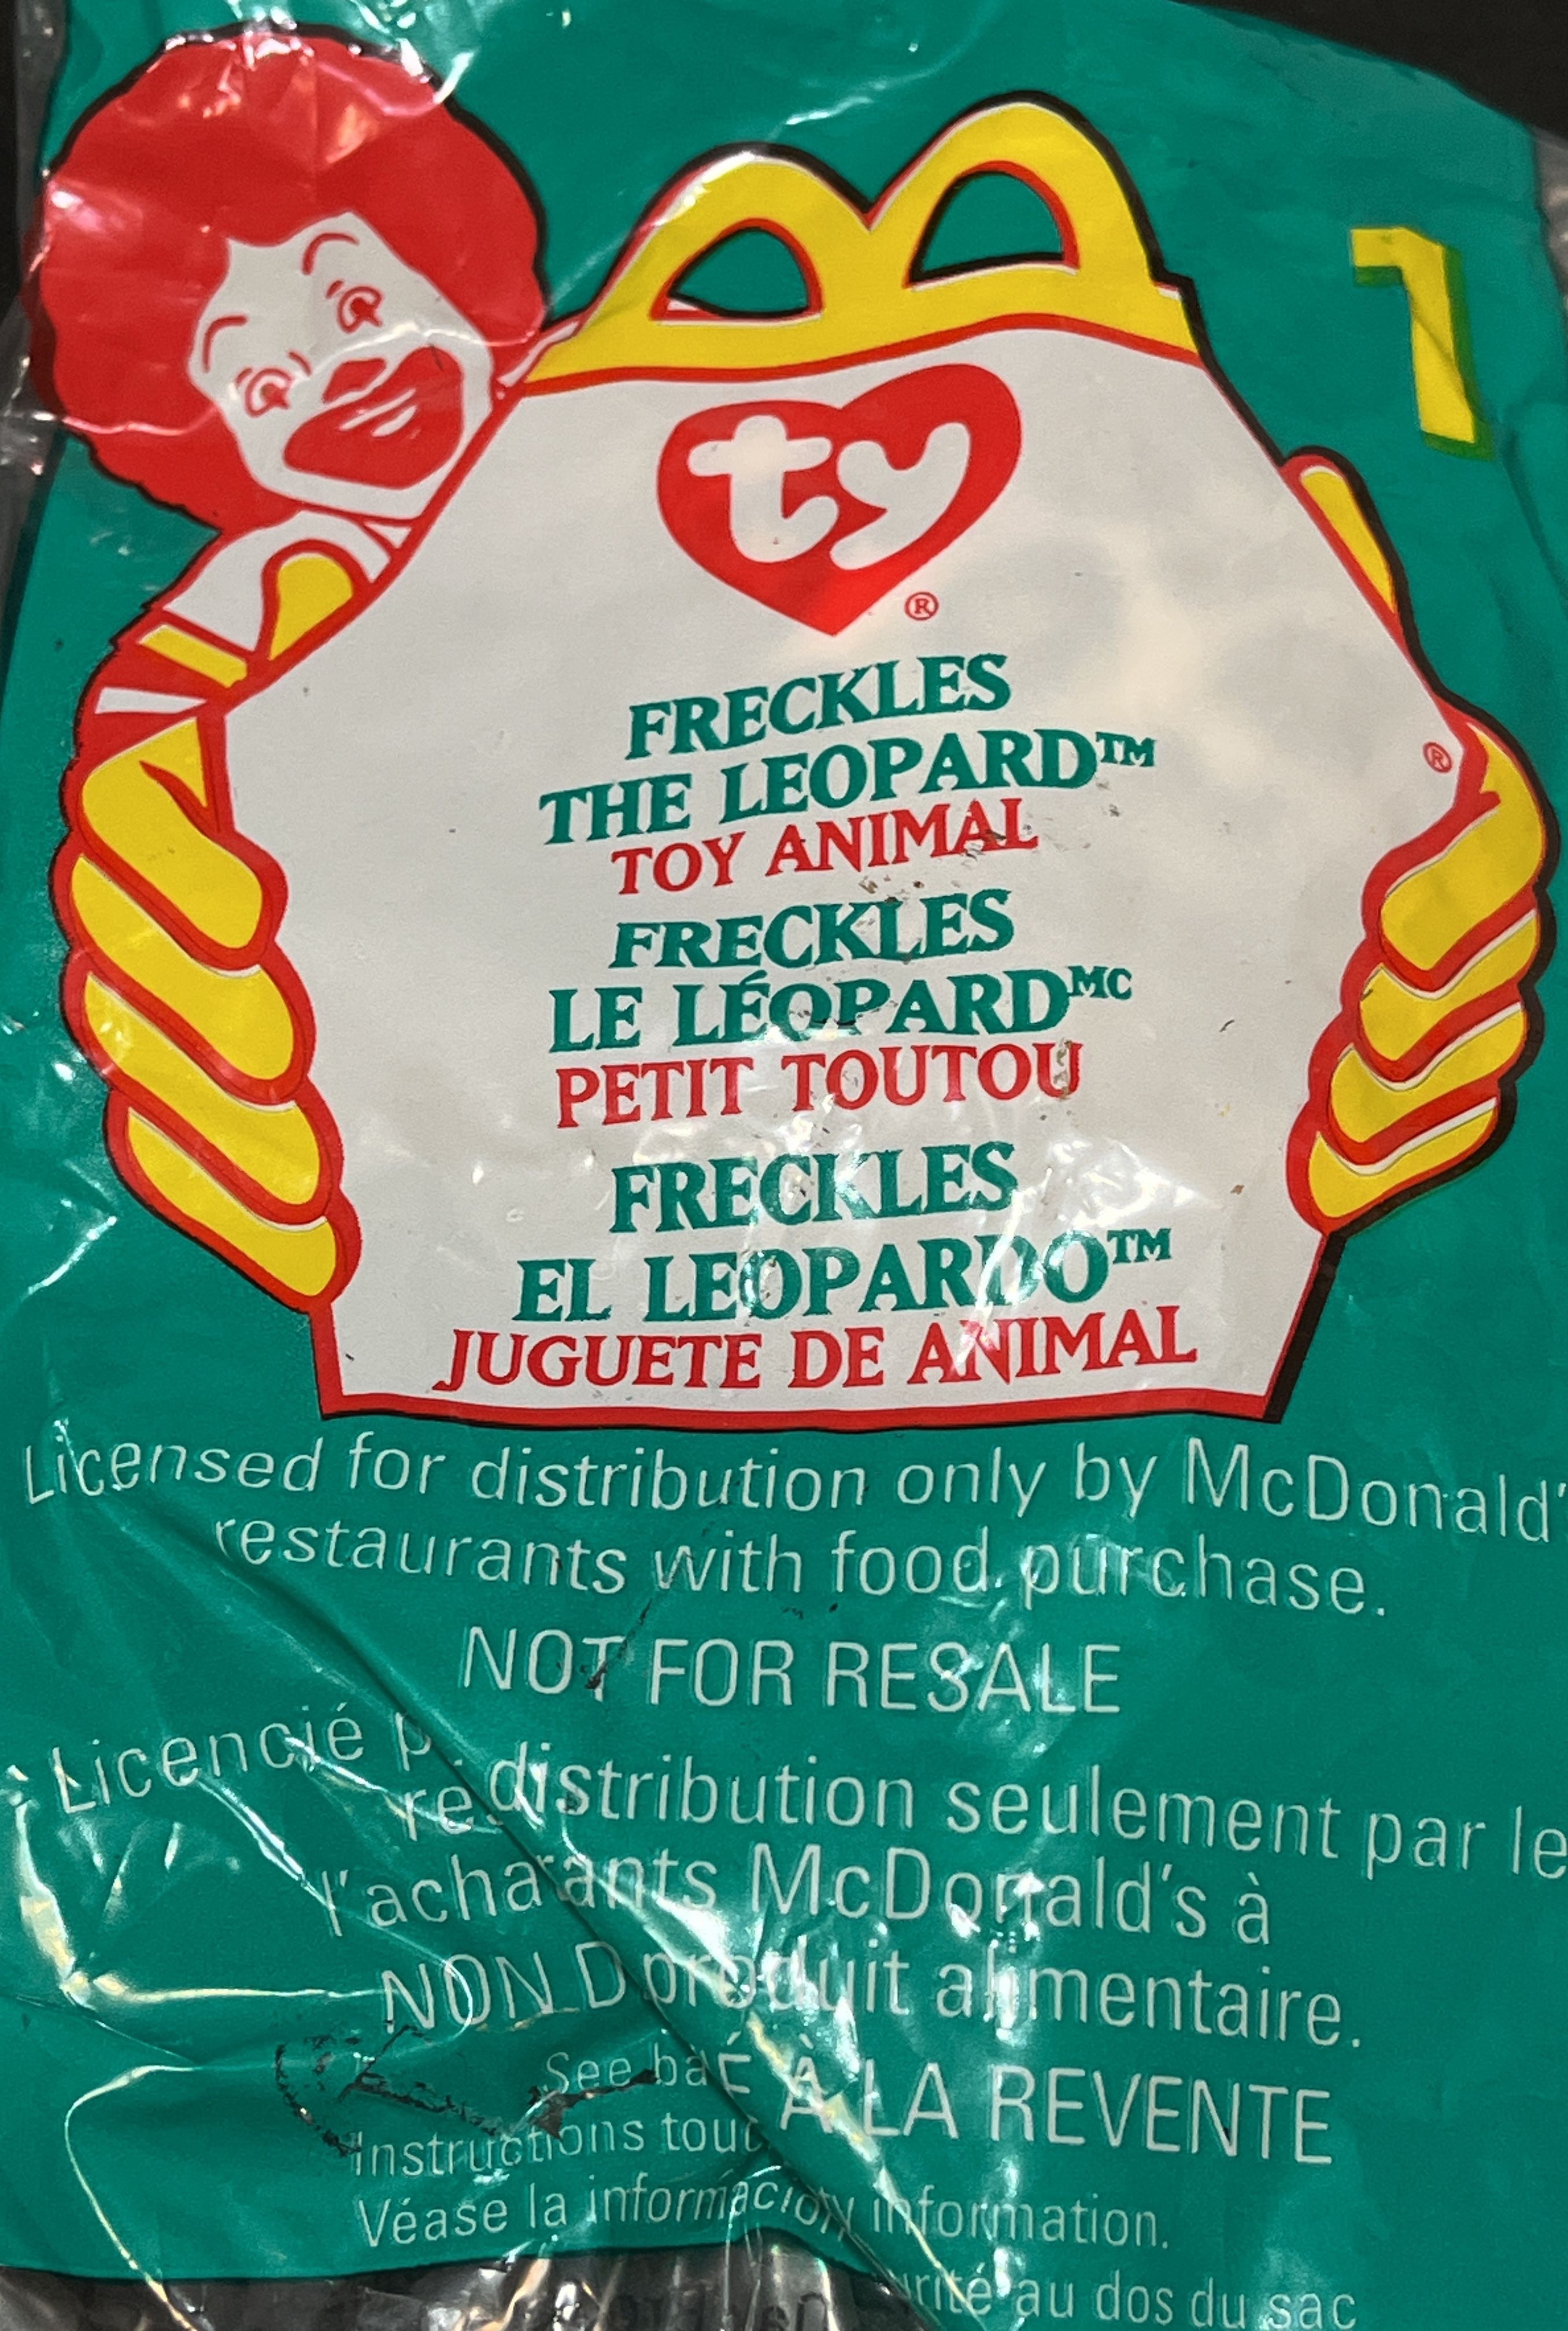 1
ty®
FRECKLES
THE LEOPARD™
TOY ANIMAL
FRECKLES
LE LÉOPARD MC
PETIT TOUTOU
®
FRECKLES
EL LEOPARDO™
JUGUETE DE ANIMAL
Licensed for distribution only by McDonald'
restaurants with food purchase.
NOT FOR RESALE
Licencié
distribution seulement par le
McDonald's à
NON produit alimentaire.
À LA REVENTE
See
Instructions
Véase la information.
au dos du sac